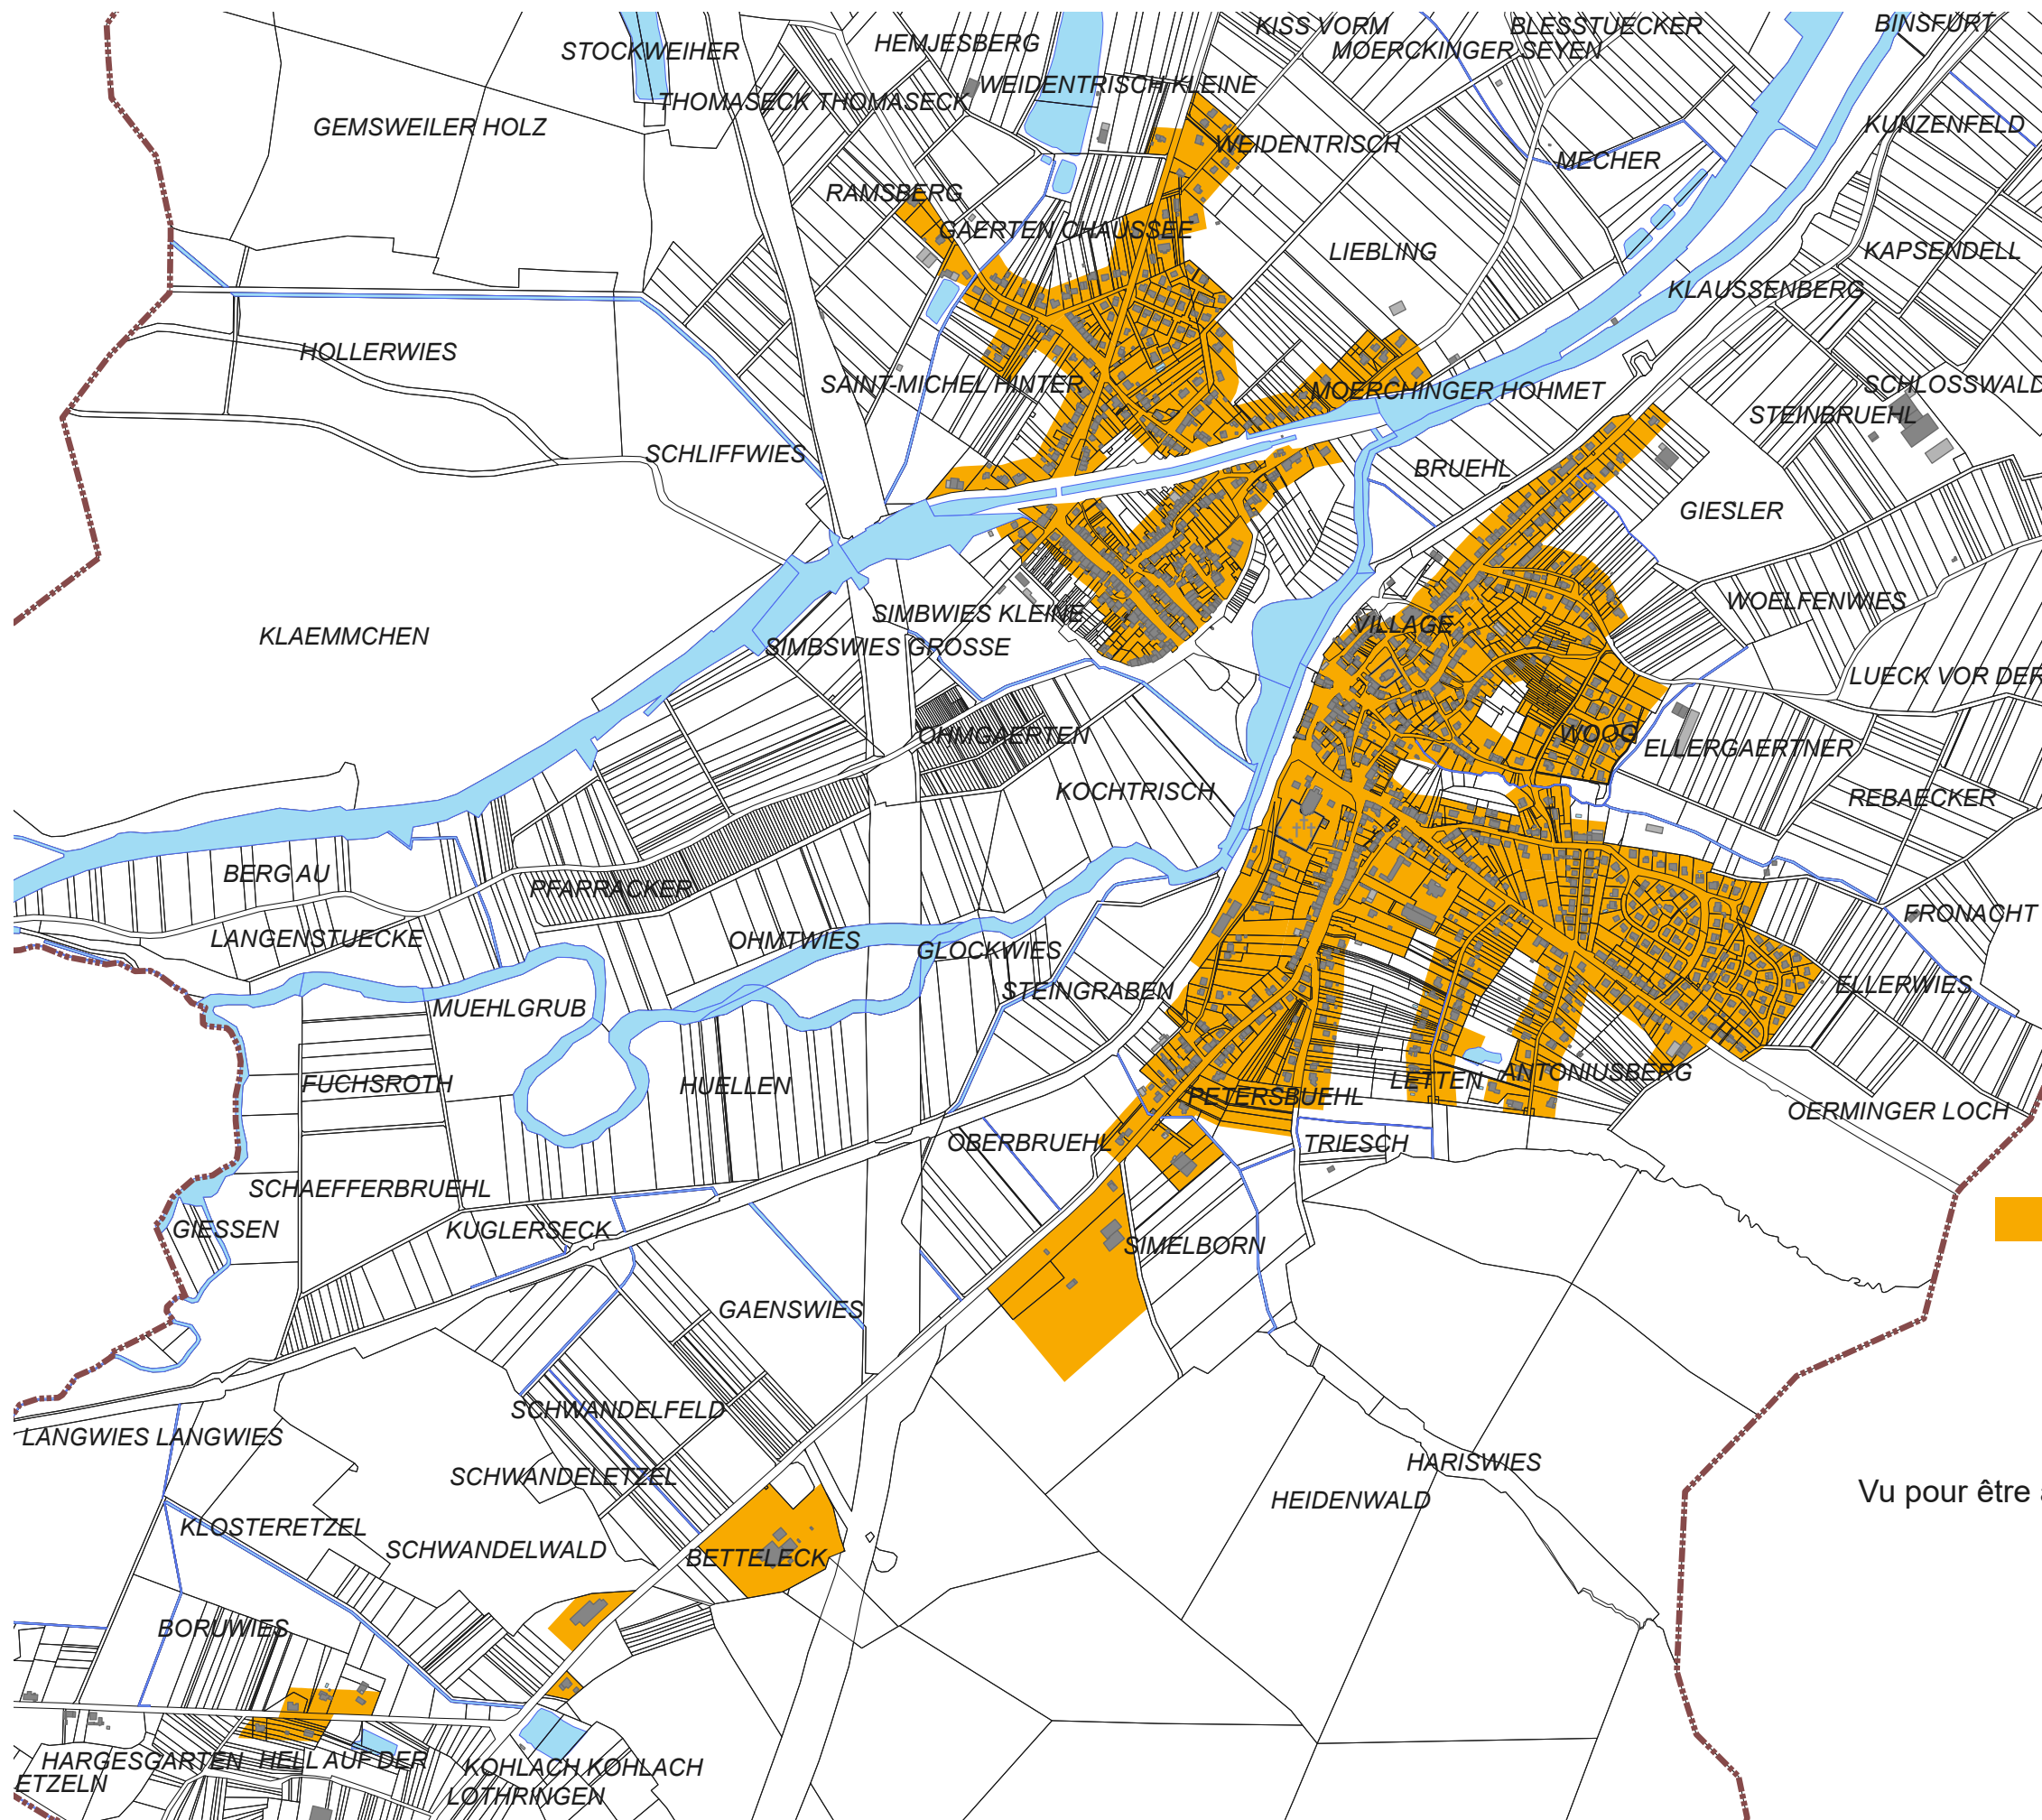 KISS VORM
BLESSTUECKER
BINSFURT
STOCKWEIHER
HEMJESBERG
MOERCKINGER SEYEN
WEIDENTRISCH KLEINE
THOMASECK THOMASECK
GEMSWEILER HOLZ
KUNZENFELD
WEIDENTRISCH
MECHER
RAMSBERG
GAERTEN CHAUSSEE
LIEBLING
KAPSENDELL
KLAUSSENBERG
HOLLERWIES
SAINT-MICHEL HINTER
MOERCHINGER HOHMET
SCHLOSSWALD
STEINBRUEHL
SCHLIFFWIES
BRUEHL
GIESLER
WOELFENWIES
SIMBWIES KLEINE
VILLAGE
KLAEMMCHEN
SIMBSWIES GROSSE
LUECK VOR DER
OHMGAERTEN
WOOG
ELLERGAERTNER
KOCHTRISCH
REBAECKER
BERG AU
PFARRACKER
FRONACHT
LANGENSTUECKE
OHMTWIES
GLOCKWIES
ELLERWIES
STEINGRABEN
MUEHLGRUB
FUCHSROTH
HUELLEN
LETTEN
ANTONIUSBERG
PETERSBUEHL
OERMINGER LOCH
OBERBRUEHL
TRIESCH
SCHAEFFERBRUEHL
GIESSEN
KUGLERSECK
SIMELBORN
GAENSWIES
SCHWANDELFELD
LANGWIES LANGWIES
HARISWIES
SCHWANDELETZEL
HEIDENWALD
Vu pour être
KLOSTERETZEL
SCHWANDELWALD
BETTELECK
BORUWIES
HARGESGARTEN
HELL AUF DER
KOHLACH KOHLACH
ETZELN
LOTHRINGEN